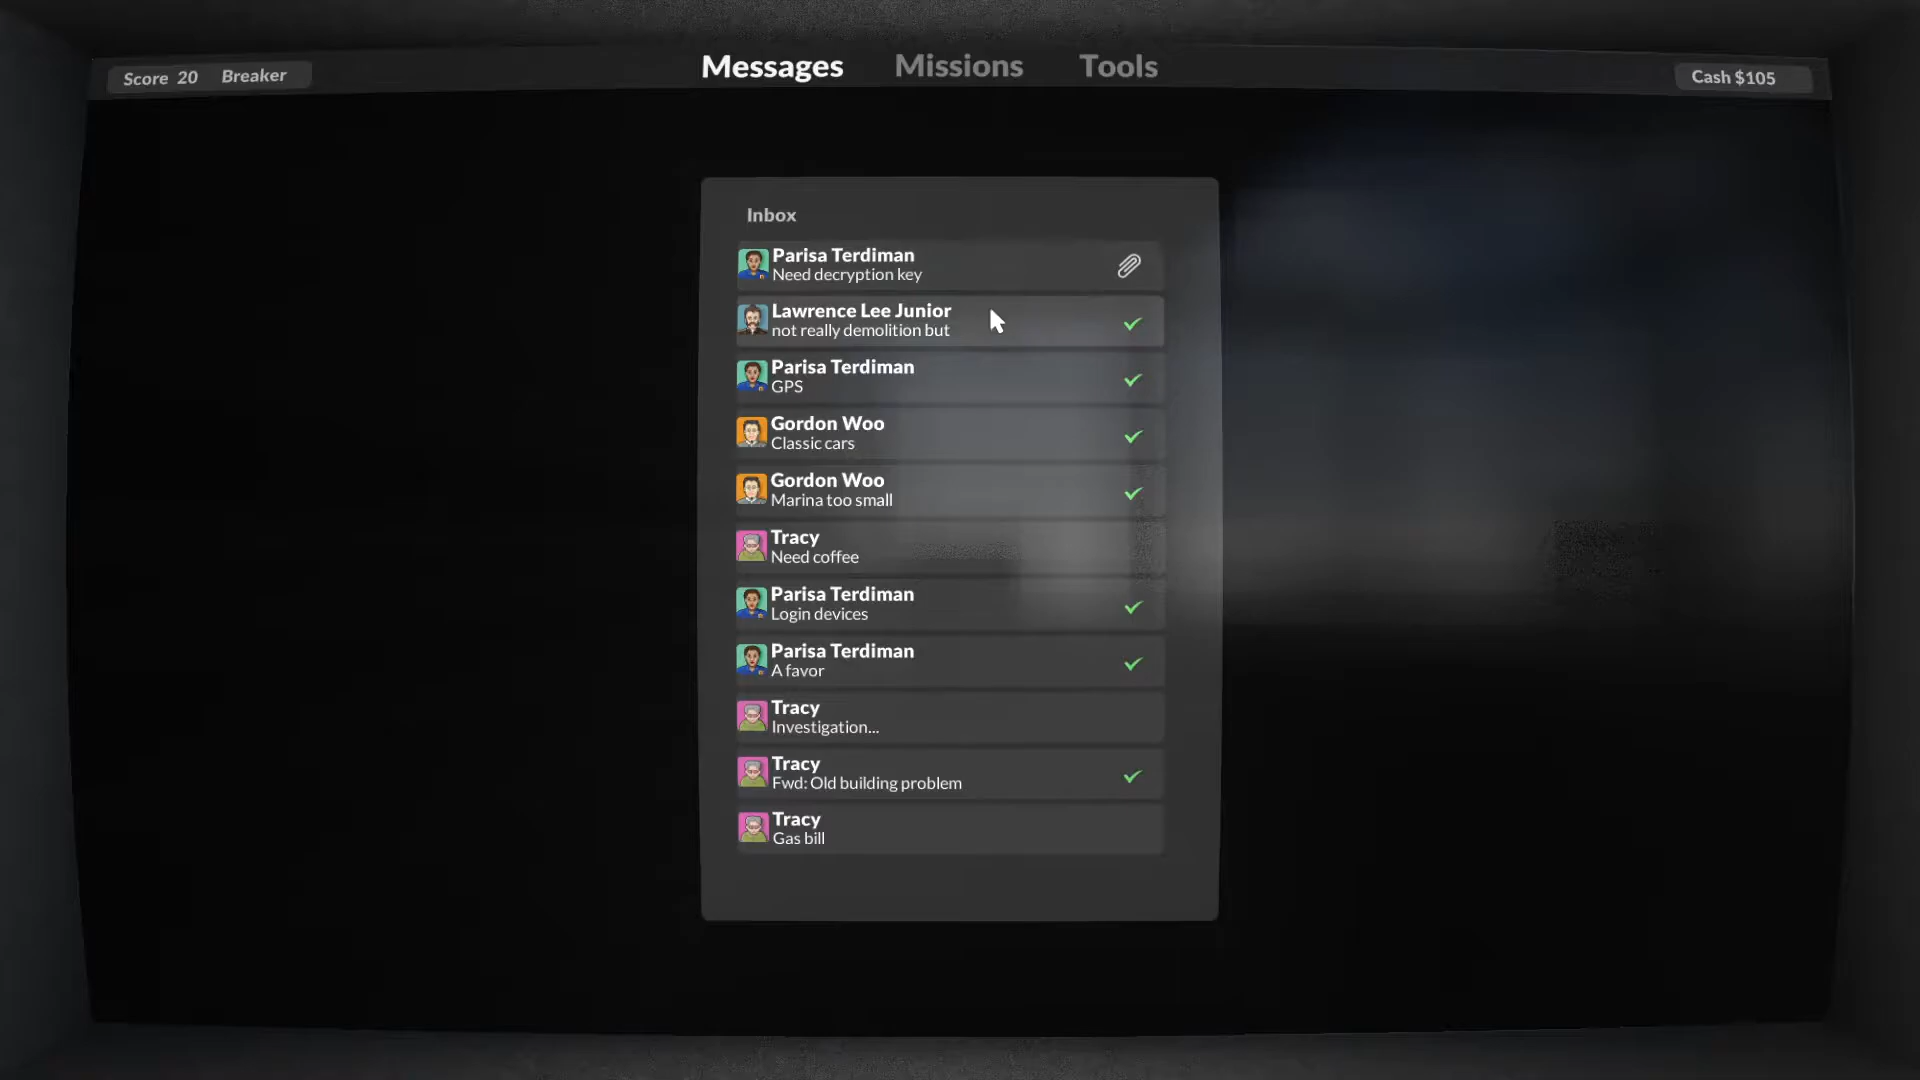 Score 20 Breaker
Messages Missions Tools
Cash $105
Inbox
Parisa Terdiman
Need decryption key
Lawrence Lee Junior
not really demolition but
Parisa Terdiman
GPS
Gordon Woo
Classic cars
Gordon Woo
Marina too small
Tracy
Need coffee
Parisa Terdiman
Login devices
Parisa Terdiman
A favor
Tracy
Investigation...
Tracy
Fwd: Old building problem
Tracy
Gas bill